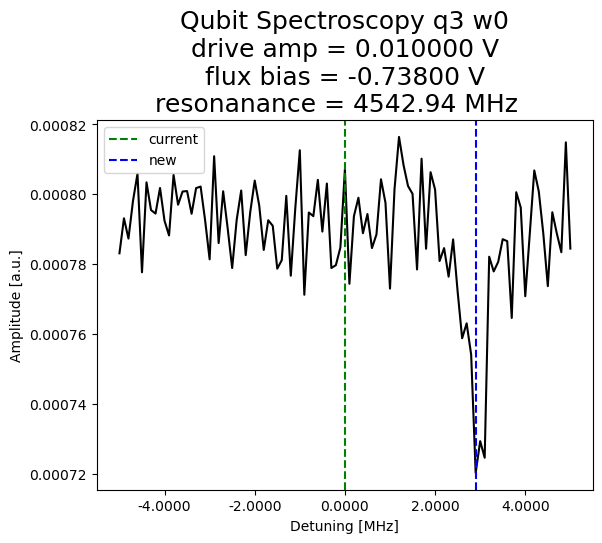 Qubit Spectroscopy q3 w0
drive amp = 0.010000 V
flux bias = -0.73800 V
resonanance = 4542.94 MHz
current
new
Amplitude [a.u.]
0.00082
0.00080
0.00078
0.00076
0.00074
0.00072
-4.0000 -2.0000 0.0000 2.0000 4.0000
Detuning [MHz]